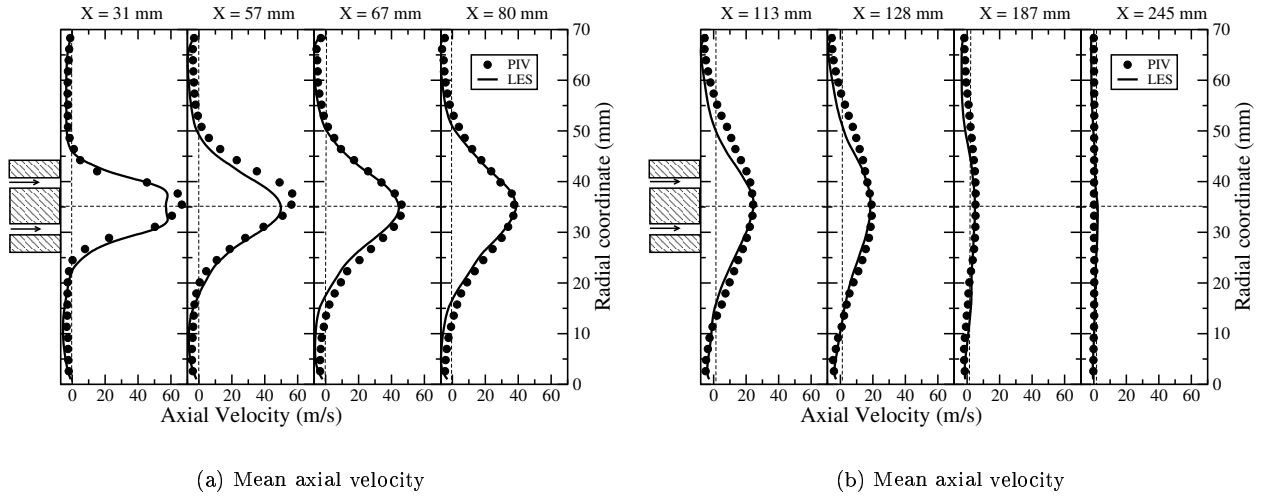 X = 31 mm X = 57 mm X = 67 mm X = 80 mm
PIV
LES
70
60
50
40
30
20
10
0
Radial coordinate (mm)
0 20 40 60 0 20 40 60 0 20 40 60 0 20 40 60
Axial Velocity (m/s)
(a) Mean axial velocity
X = 113 mm X = 128 mm X = 187 mm X = 245 mm
PIV
LES
70
60
50
40
30
20
10
0
Radial coordinate (mm)
0 20 40 60 0 20 40 60 0 20 40 60 0 20 40 60
Axial Velocity (m/s)
(b) Mean axial velocity